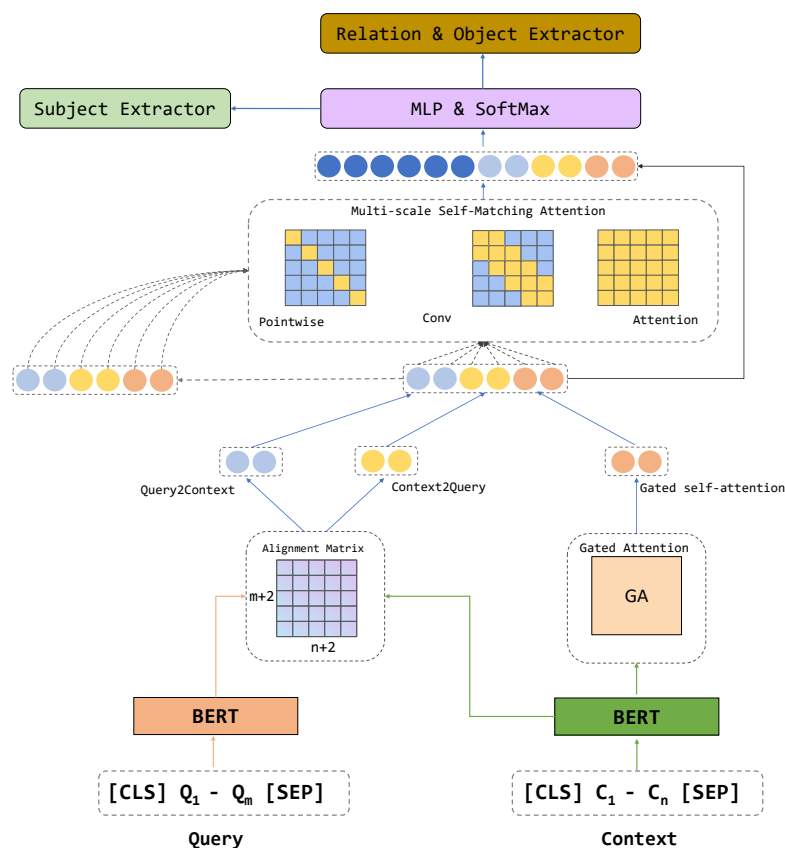 Relation & Object Extractor
Subject Extractor
MLP & SoftMax
Multi-scale Self-Matching Attention
Pointwise
Conv
Attention
Query2Context
Context2Query
Gated self-attention
Alignment Matrix
m+2
n+2
Gated Attention
GA
BERT
BERT
[CLS] Q₁ - Qₘ [SEP]
[CLS] C₁ - Cₙ [SEP]
Query
Context